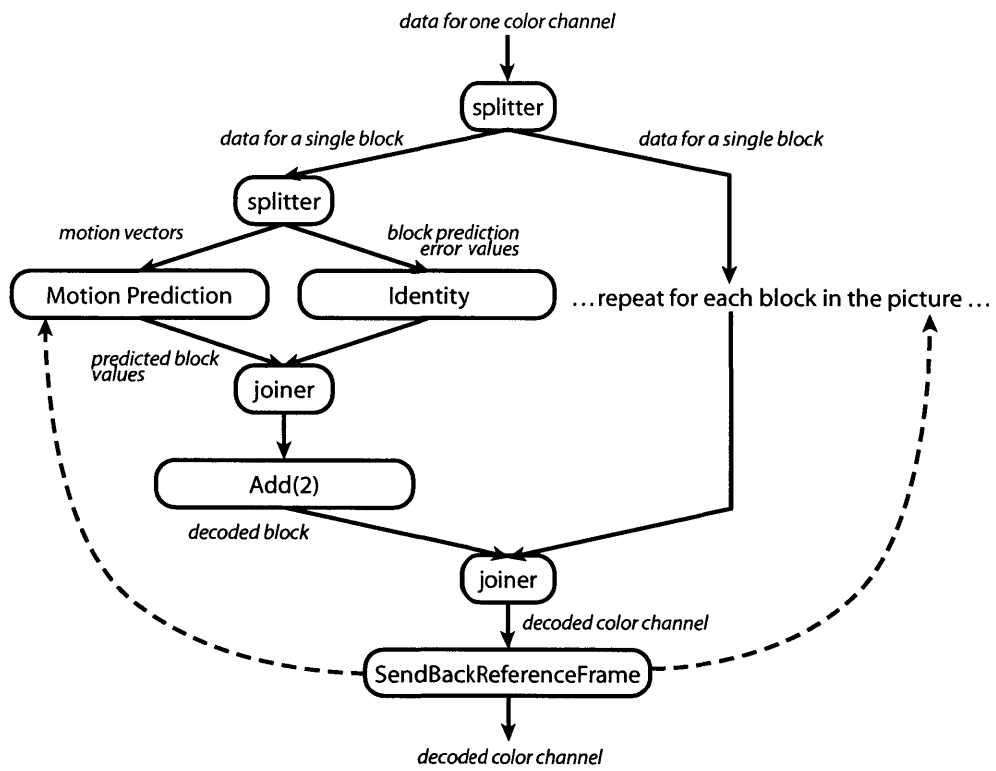 data for one color channel
splitter
data for a single block
data for a single block
splitter
motion vectors
block prediction
error values
Motion Prediction
Identity
...repeat for each block in the picture ...
predicted block
values
joiner
Add(2)
decoded block
joiner
decoded color channel
SendBackReferenceFrame
decoded color channel